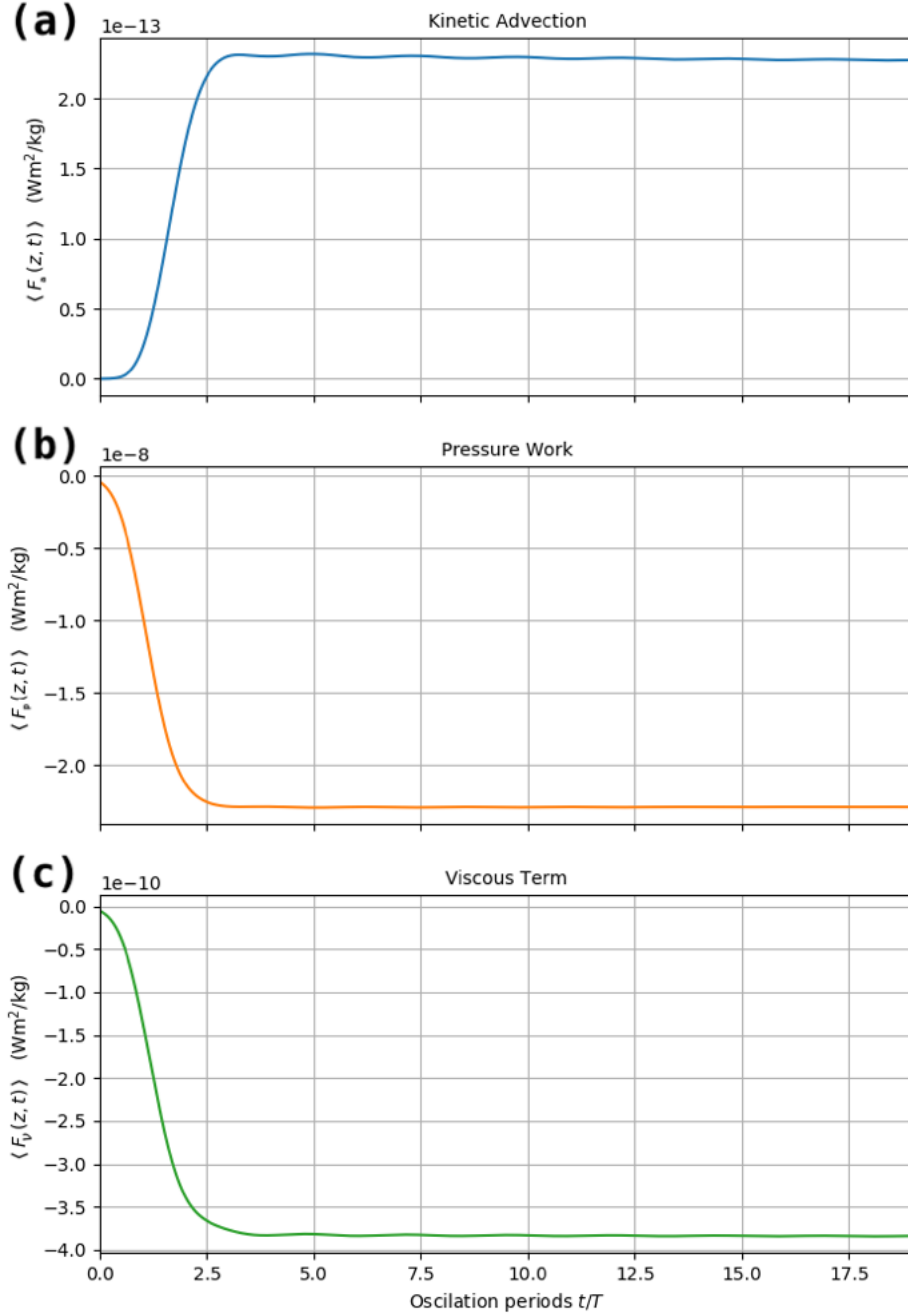 (a)
1e−13
Kinetic Advection
2.0
1.5
1.0
0.5
0.0
⟨ Fₐ (z, t) ⟩ (Wm²/kg)
(b)
1e−8
Pressure Work
0.0
−0.5
−1.0
−1.5
−2.0
⟨ Fₚ (z, t) ⟩ (Wm²/kg)
(c)
1e−10
Viscous Term
0.0
−0.5
−1.0
−1.5
−2.0
−2.5
−3.0
−3.5
−4.0
⟨ F_ν (z, t) ⟩ (Wm²/kg)
0.0 2.5 5.0 7.5 10.0 12.5 15.0 17.5
Oscilation periods t/T